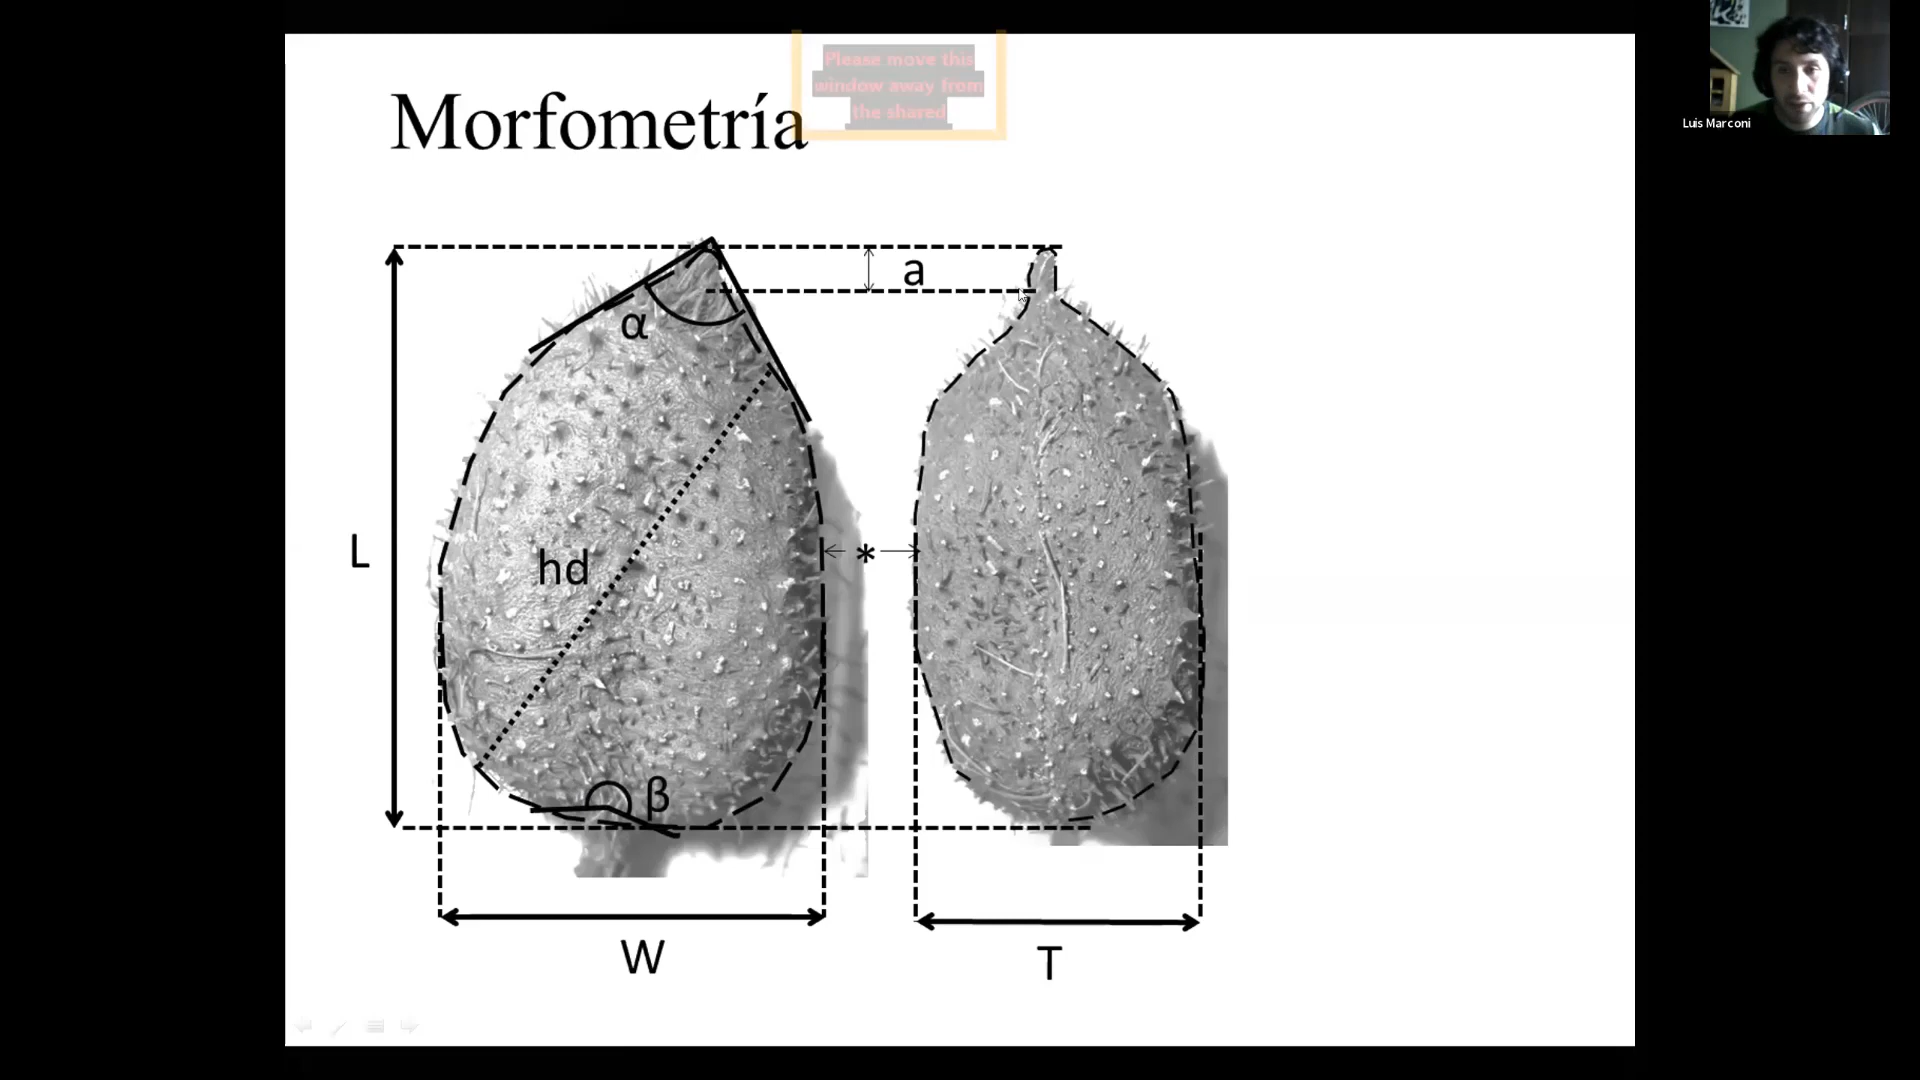 Please move this
window away from
the shared
Morfometría
Luis Marconi
a
α
L
hd
*
β
W
T